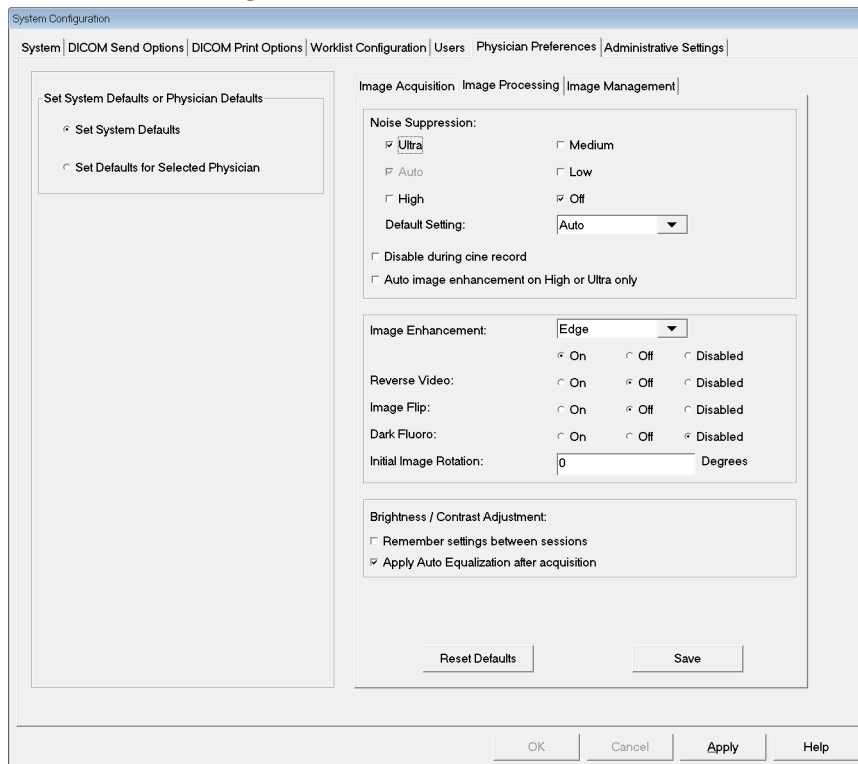 System Configuration
System DICOM Send Options DICOM Print Options Worklist Configuration Users Physician Preferences Administrative Settings
Set System Defaults or Physician Defaults
Set System Defaults
Set Defaults for Selected Physician
Image Acquisition Image Processing Image Management
Noise Suppression:
Ultra Medium
Auto Low
High Off
Default Setting: Auto
Disable during cine record
Auto image enhancement on High or Ultra only
Image Enhancement: Edge
On Off Disabled
Reverse Video: On Off Disabled
Image Flip: On Off Disabled
Dark Fluoro: On Off Disabled
Initial Image Rotation: 0 Degrees
Brightness / Contrast Adjustment:
Remember settings between sessions
Apply Auto Equalization after acquisition
Reset Defaults Save
OK Cancel Apply Help